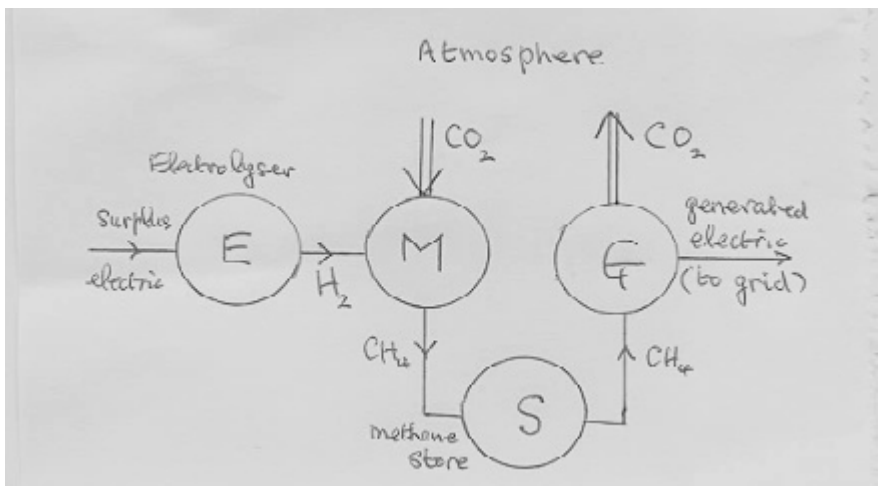 Atmosphere
CO₂
CO₂
Electrolyser
Surplus
electric
E
H₂
M
G
generated
electric
(to grid)
CH₄
CH₄
S
methane
store